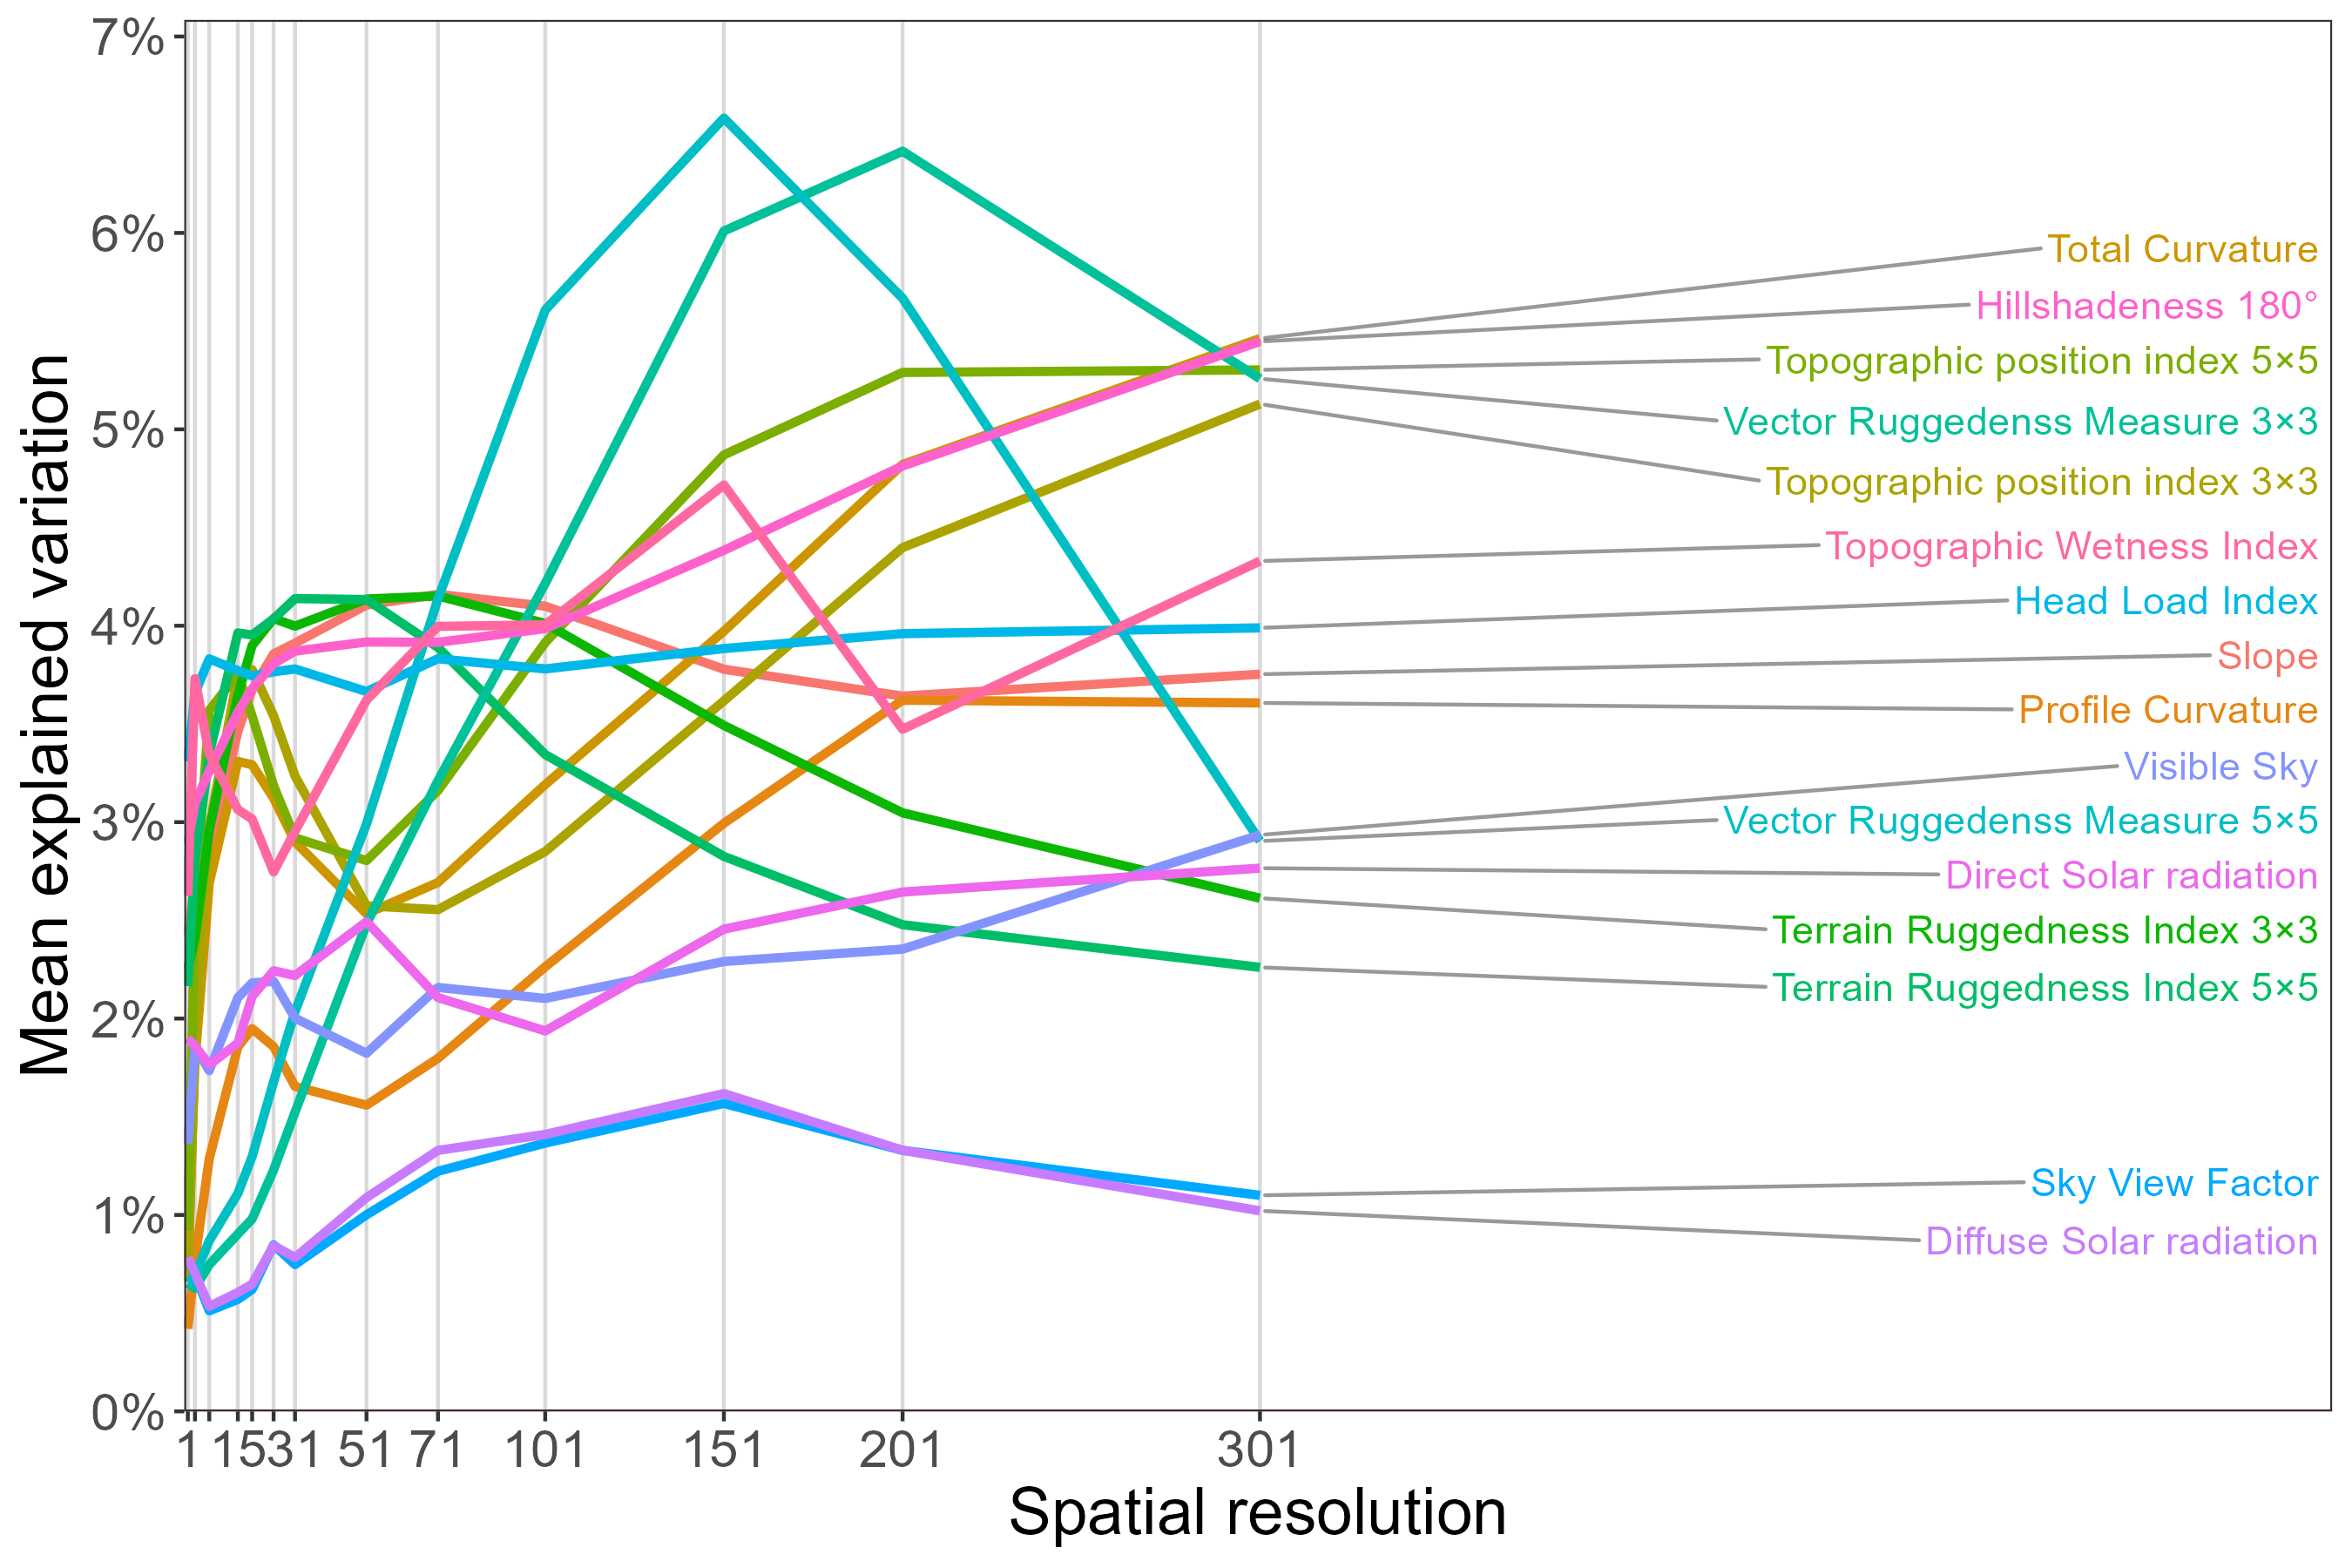 Mean explained variation
7%
6%
5%
4%
3%
2%
1%
0%
Total Curvature
Hillshadeness 180°
Topographic position index 5×5
Vector Ruggedenss Measure 3×3
Topographic position index 3×3
Topographic Wetness Index
Head Load Index
Slope
Profile Curvature
Visible Sky
Vector Ruggedenss Measure 5×5
Direct Solar radiation
Terrain Ruggedness Index 3×3
Terrain Ruggedness Index 5×5
Sky View Factor
Diffuse Solar radiation
1 15 31 51 71 101 151 201 301
Spatial resolution